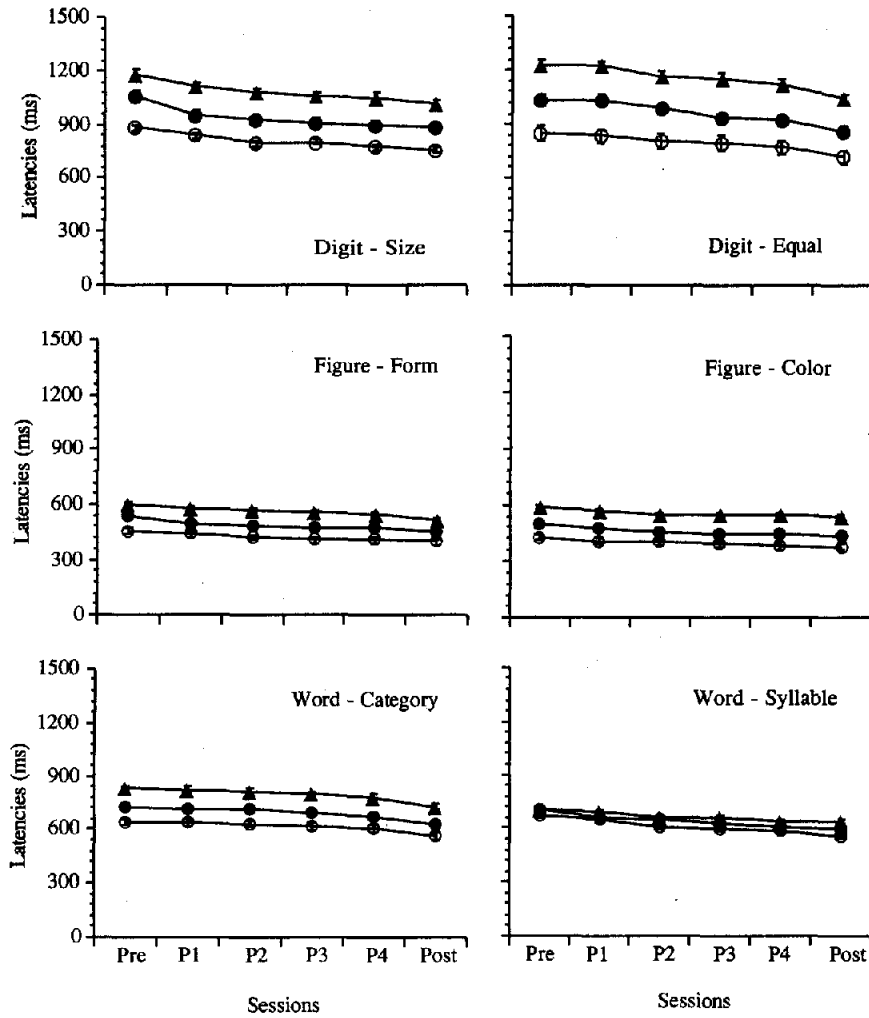 1500
1200
900
600
300
0
Latencies (ms)
Digit - Size
Digit - Equal
1500
900
600
300
0
Latencies (ms)
Figure - Form
Figure - Color
1500
900
600
300
0
Latencies (ms)
Word - Category
Word - Syllable
Pre P1 P2 P3 P4 Post
Pre P1 P2 P3 P4 Post
Sessions
Sessions